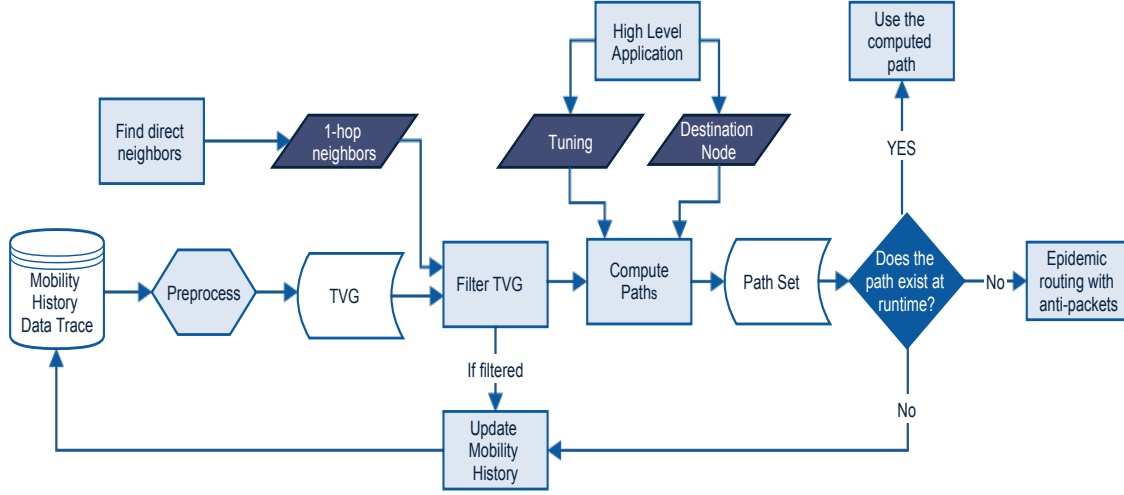 High Level
Application
Use the
computed
path
Find direct
neighbors
1-hop
neighbors
Tuning
Destination
Node
YES
Mobility
History
Data Trace
Preprocess
TVG
Filter TVG
Compute
Paths
Path Set
Does the
path exist at
runtime?
No
Epidemic
routing with
anti-packets
If filtered
No
Update
Mobility
History